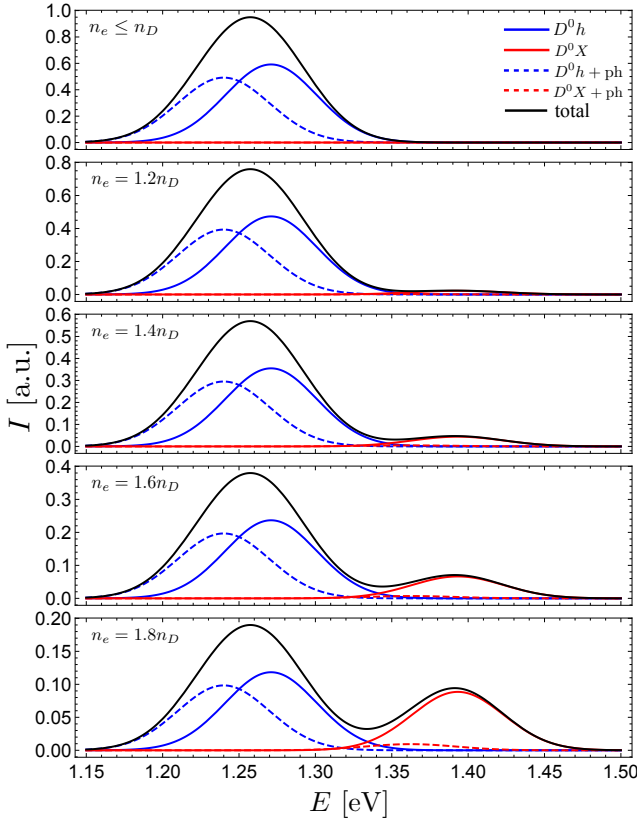 n_e ≤ n_D
D⁰h
D⁰X
D⁰h + ph
D⁰X + ph
total
1.0
0.8
0.6
0.4
0.2
0.0
n_e = 1.2n_D
0.8
0.6
0.4
0.2
0.0
n_e = 1.4n_D
0.6
0.5
0.4
0.3
0.2
0.1
0.0
n_e = 1.6n_D
0.4
0.3
0.2
0.1
0.0
n_e = 1.8n_D
0.20
0.15
0.10
0.05
0.00
I [a.u.]
1.15 1.20 1.25 1.30 1.35 1.40 1.45 1.50
E [eV]